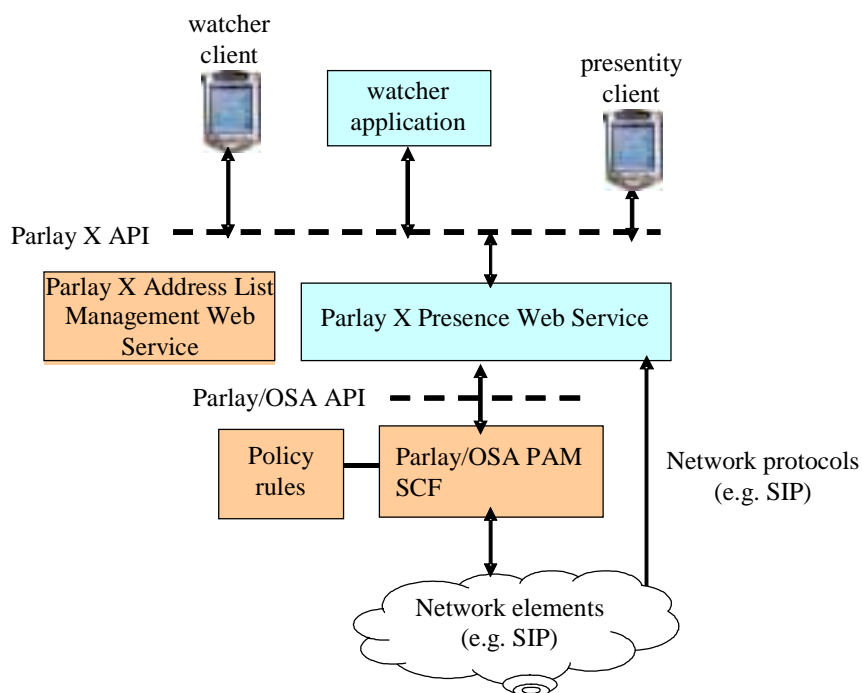 watcher
client
watcher
application
presentity
client
Parlay X API
Parlay X Address List
Management Web
Service
Parlay X Presence Web Service
Parlay/OSA API
Policy
rules
Parlay/OSA PAM
SCF
Network protocols
(e.g. SIP)
Network elements
(e.g. SIP)